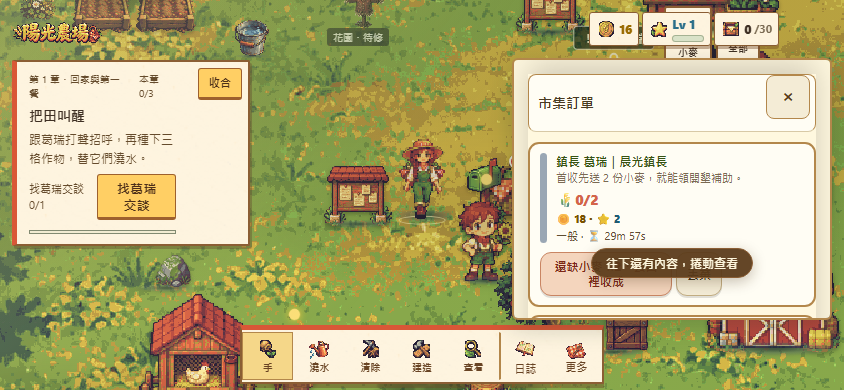 陽光農場
花圃・待修
16
Lv 1
0 /30
小麥
全部
第 1 章・回家與第一餐
本章 0/3
收合
把田叫醒
跟葛瑞打聲招呼，再種下三格作物，替它們澆水。
找葛瑞交談 0/1
找葛瑞交談
市集訂單
×
鎮長 葛瑞｜晨光鎮長
首收先送 2 份小麥，就能領開墾補助。
0/2
18・ 2
一般・ 29m 57s
還缺小
裡收成
往下還有內容，捲動查看
手
澆水
清除
建造
查看
日誌
更多